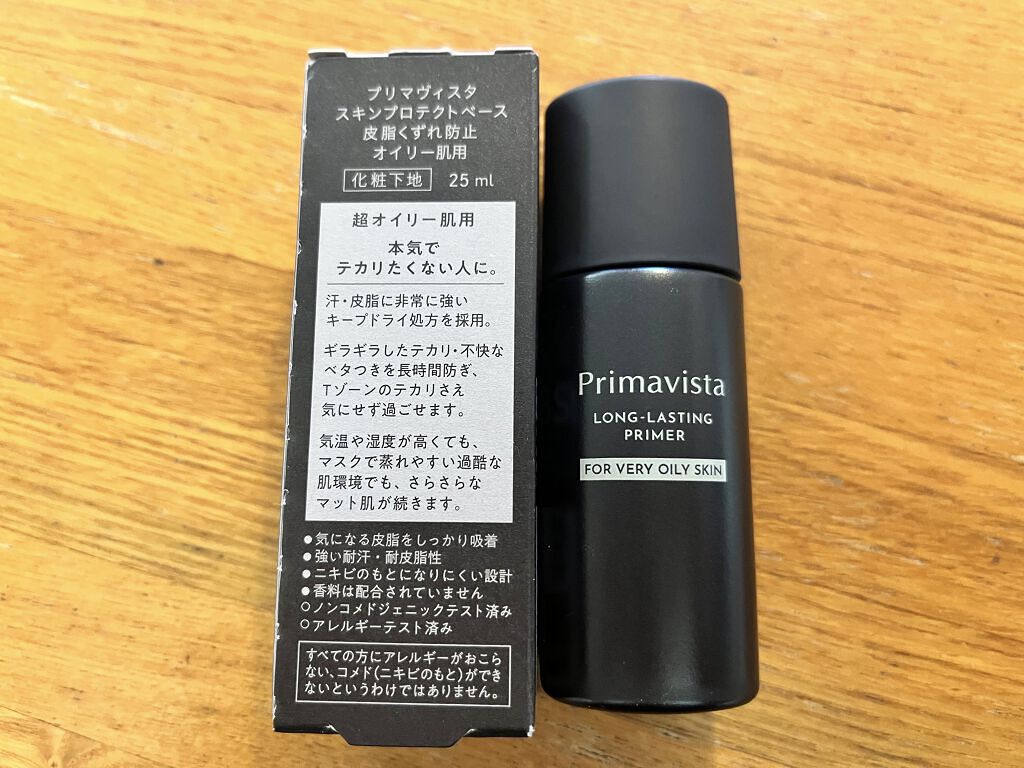 プリマヴィスタ
スキンプロテクトベース
皮脂くずれ防止
オイリー肌用
化粧下地 25 ml
超オイリー肌用
本気で
テカリたくない人に。
汗・皮脂に非常に強い
キープドライ処方を採用。
ギラギラしたテカリ・不快な
ベタつきを長時間防ぎ、
Tゾーンのテカリさえ
気にせず過ごせます。
気温や湿度が高くても、
マスクで蒸れやすい過酷な
肌環境でも、さらさらな
マット肌が続きます。
●気になる皮脂をしっかり吸着
●強い耐汗・耐皮脂性
●ニキビのもとになりにくい設計
●香料は配合されていません
○ノンコメドジェニックテスト済み
○アレルギーテスト済み
すべての方にアレルギーがおこら
ない、コメド(ニキビのもと)ができ
ないというわけではありません。
Primavista
LONG-LASTING
PRIMER
FOR VERY OILY SKIN